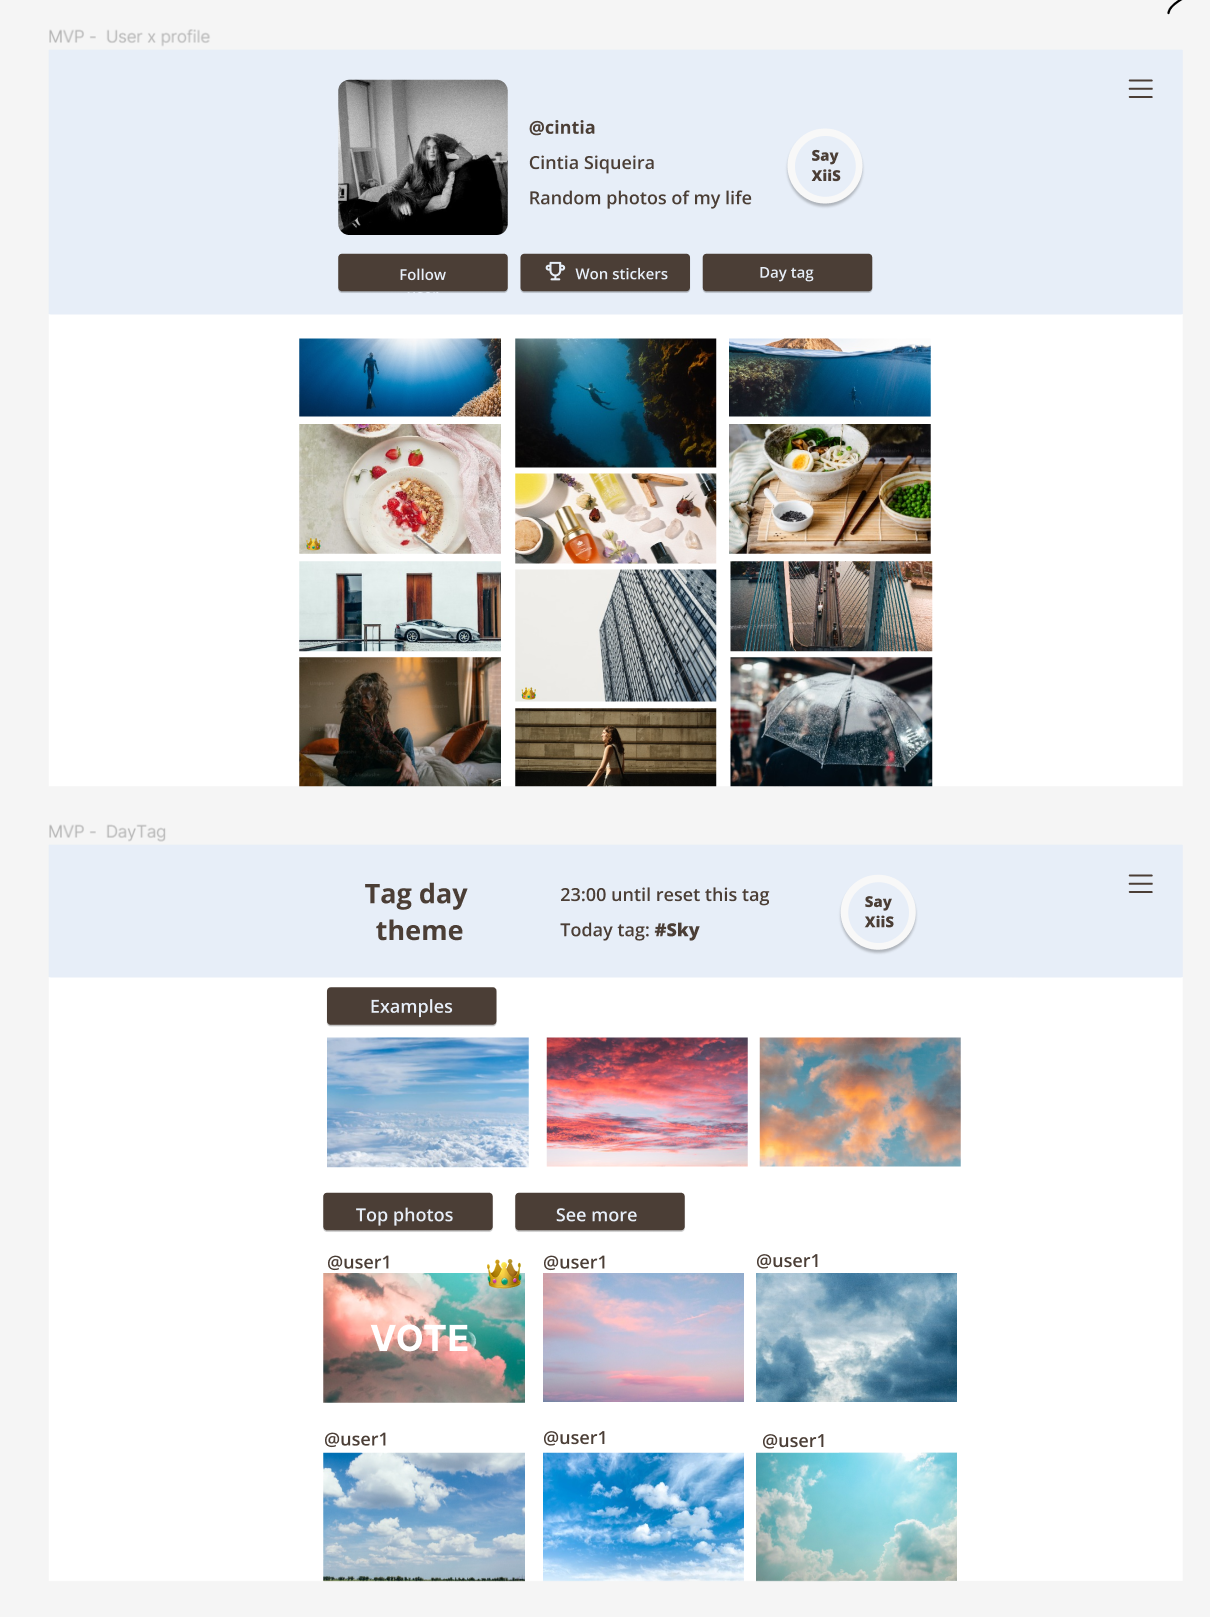 MVP - User x profile
@cintia
Cintia Siqueira
Random photos of my life
Say
XiiS
Follow
Won stickers
Day tag
MVP - DayTag
Tag day
theme
23:00 until reset this tag
Today tag: #Sky
Say
XiiS
Examples
Top photos
See more
@user1
@user1
@user1
VOTE
@user1
@user1
@user1